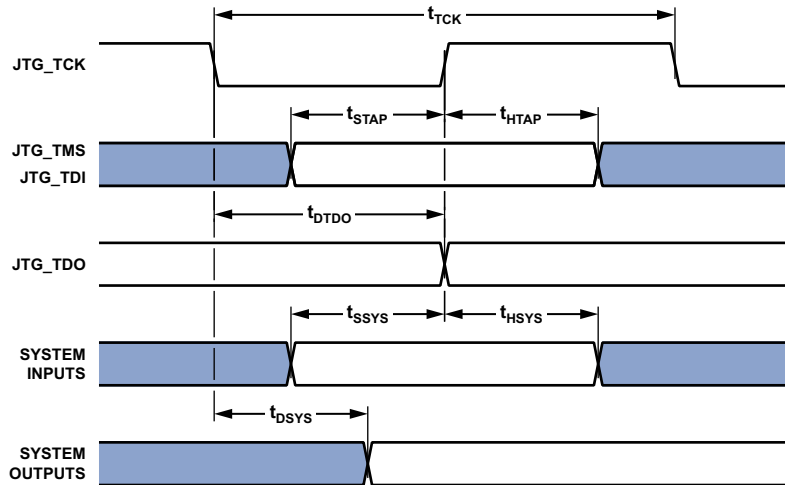 tTCK
JTG_TCK
tSTAP
tHTAP
JTG_TMS
JTG_TDI
tDTDO
JTG_TDO
tSSYS
tHSYS
SYSTEM
INPUTS
tDSYS
SYSTEM
OUTPUTS